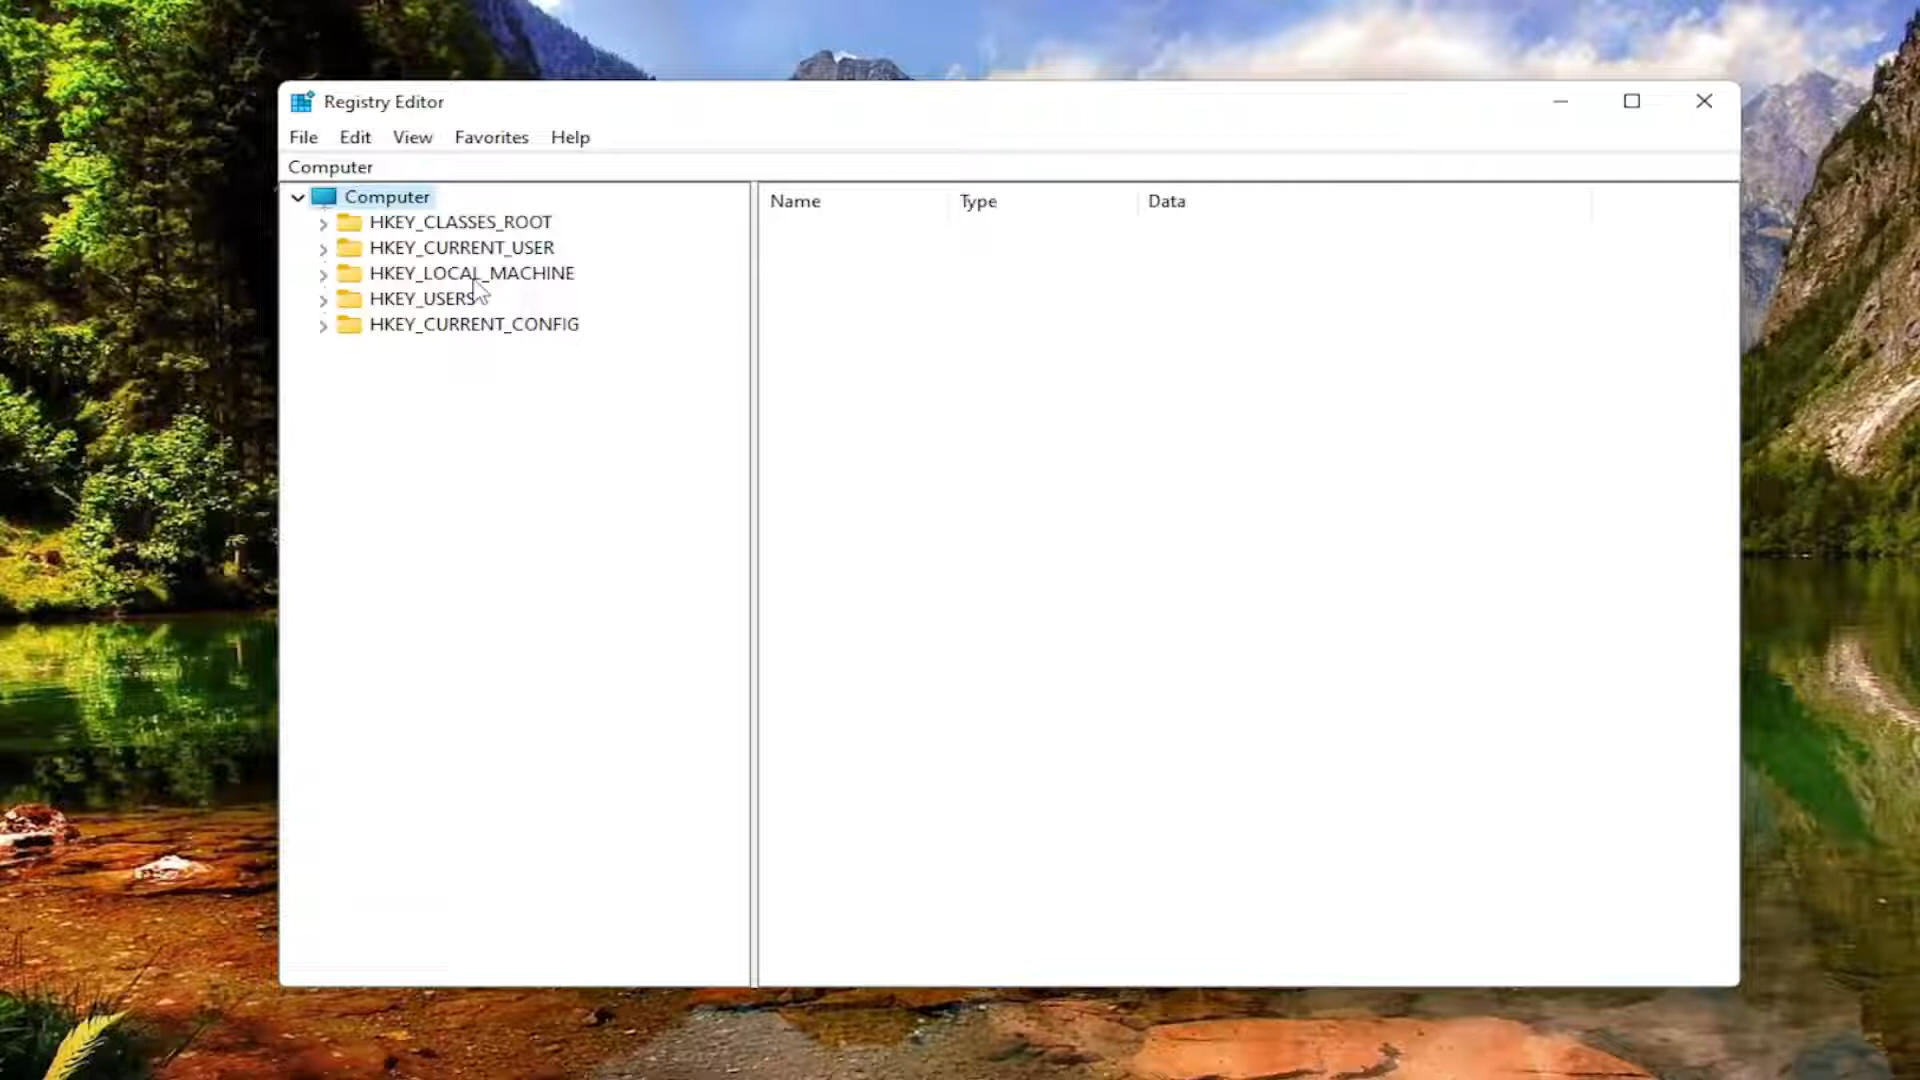 Registry Editor
File Edit View Favorites Help
Computer
Computer
HKEY_CLASSES_ROOT
HKEY_CURRENT_USER
HKEY_LOCAL_MACHINE
HKEY_USERS
HKEY_CURRENT_CONFIG
Name Type Data